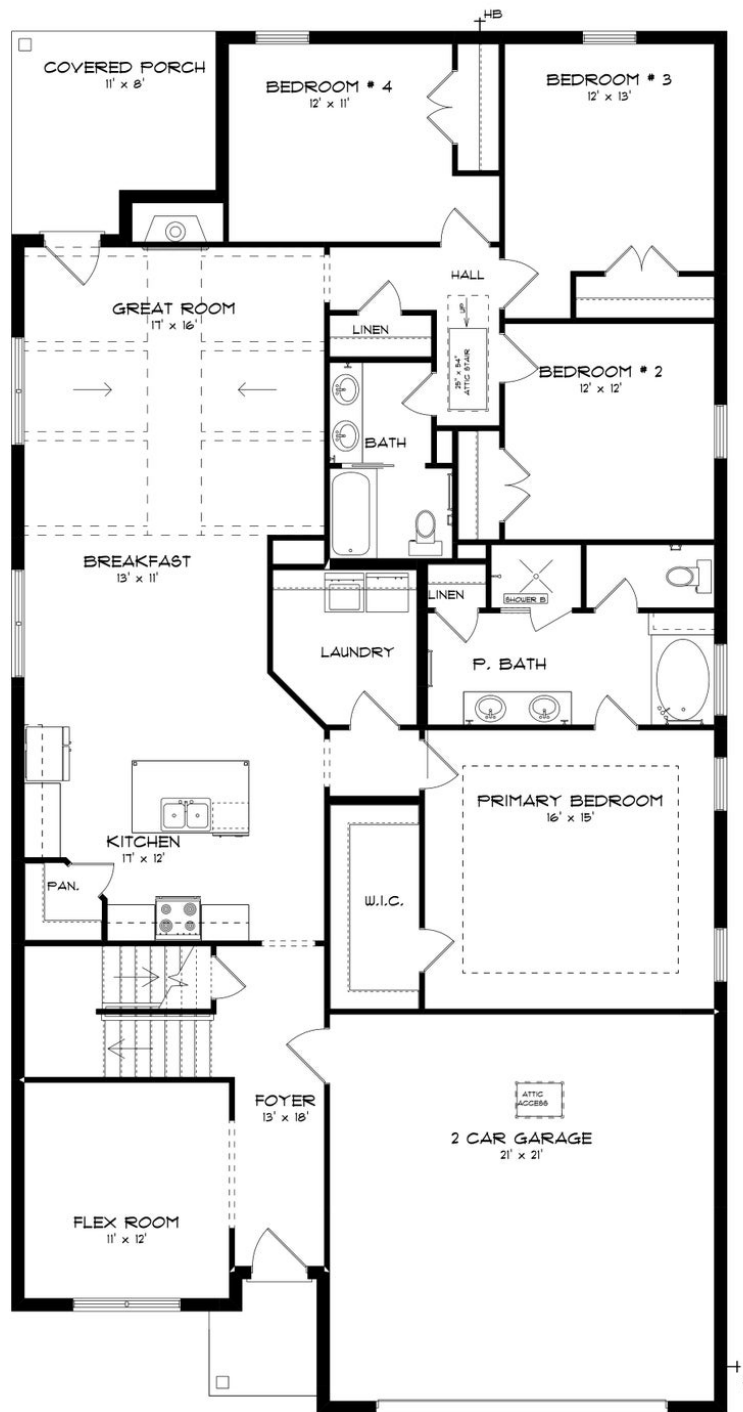 HB
COVERED PORCH
11' x 8'
BEDROOM # 4
12' x 11'
BEDROOM # 3
12' x 13'
HALL
GREAT ROOM
17' x 16'
LINEN
UP
25" x 54"
ATTIC STAIR
BEDROOM # 2
12' x 12'
BATH
BREAKFAST
13' x 11'
LINEN
SHOWER B
LAUNDRY
P. BATH
PRIMARY BEDROOM
16' x 15'
KITCHEN
17' x 12'
PAN.
W.I.C.
FOYER
13' x 18'
ATTIC
ACCESS
2 CAR GARAGE
21' x 21'
FLEX ROOM
11' x 12'